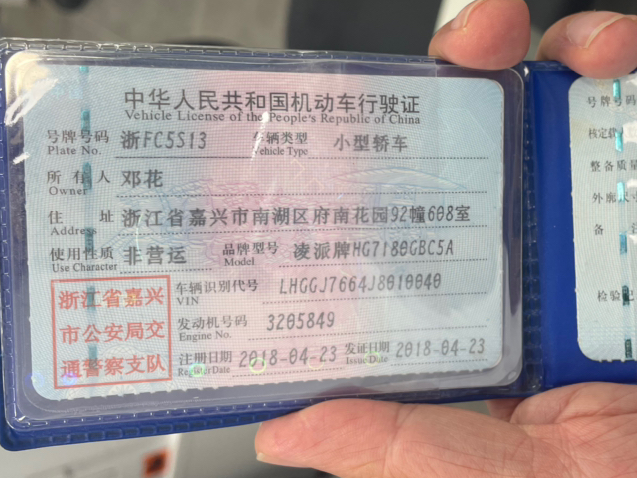 中华人民共和国机动车行驶证
Vehicle License of the People's Republic of China
号牌号码 浙FC5S13 车辆类型 小型轿车
Plate No. Vehicle Type
所有人 邓花
Owner
住址 浙江省嘉兴市南湖区府南花园92幢608室
Address
使用性质 非营运 品牌型号 凌派牌HG7180GBC5A
Use Character Model
浙江省嘉兴
市公安局交
通警察支队
车辆识别代号 LHGGJ7664J8010040
VIN
发动机号码 3205849
Engine No.
注册日期 2018-04-23 发证日期 2018-04-23
Register Date Issue Date
号牌号码
核定载
整备质量
外廓尺寸
备
检验